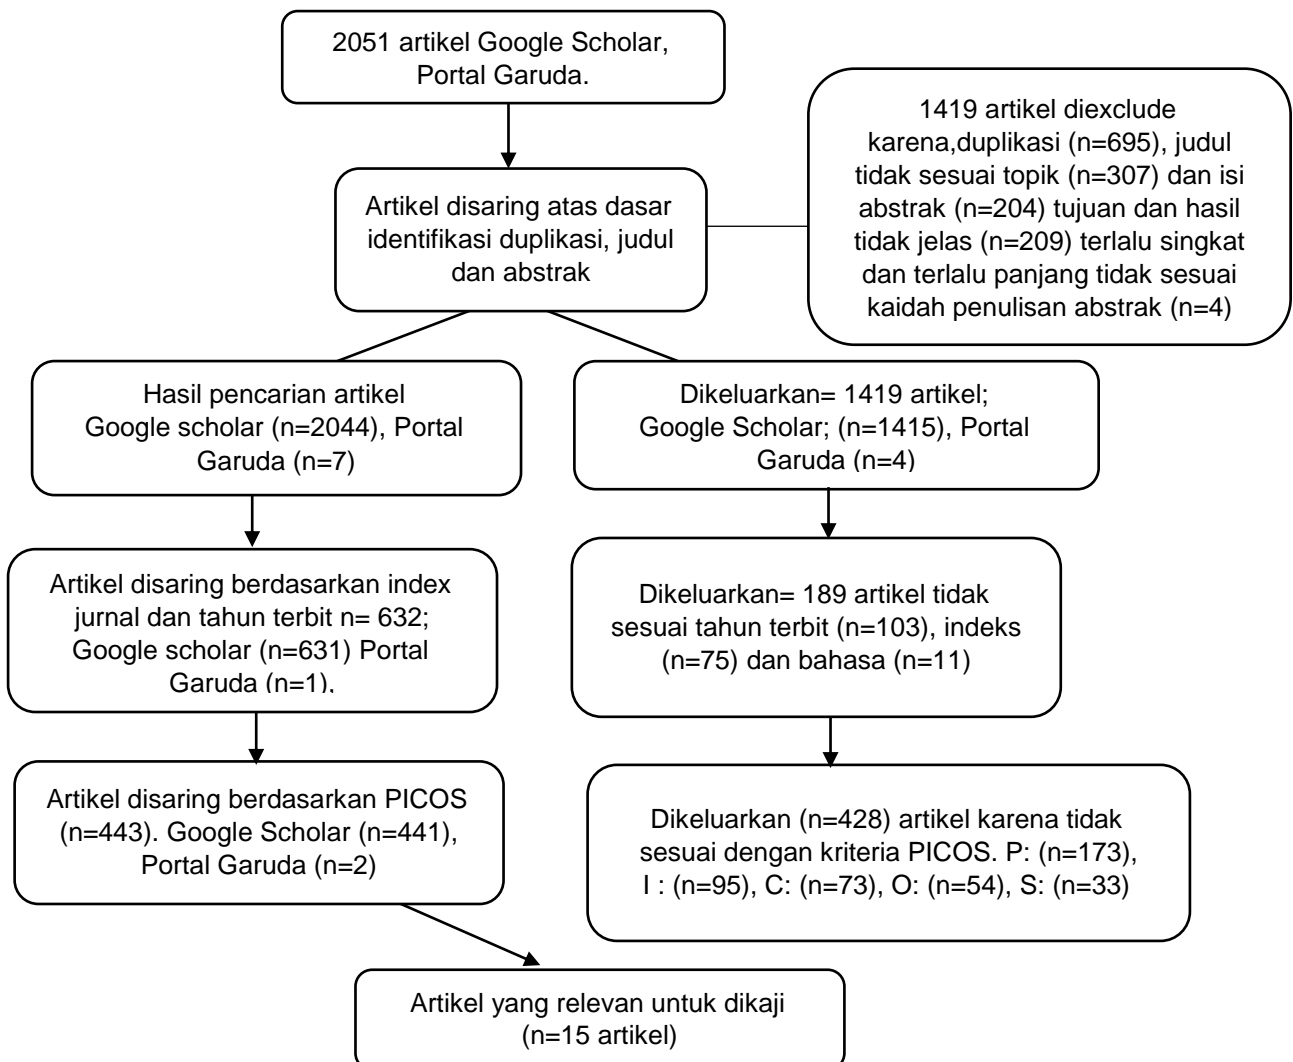 2051 artikel Google Scholar,
Portal Garuda.
1419 artikel diexclude
karena,duplikasi (n=695), judul
tidak sesuai topik (n=307) dan isi
abstrak (n=204) tujuan dan hasil
tidak jelas (n=209) terlalu singkat
dan terlalu panjang tidak sesuai
kaidah penulisan abstrak (n=4)
Artikel disaring atas dasar
identifikasi duplikasi, judul
dan abstrak
Hasil pencarian artikel
Google scholar (n=2044), Portal
Garuda (n=7)
Dikeluarkan= 1419 artikel;
Google Scholar; (n=1415), Portal
Garuda (n=4)
Artikel disaring berdasarkan index
jurnal dan tahun terbit n= 632;
Google scholar (n=631) Portal
Garuda (n=1),
Dikeluarkan= 189 artikel tidak
sesuai tahun terbit (n=103), indeks
(n=75) dan bahasa (n=11)
Artikel disaring berdasarkan PICOS
(n=443). Google Scholar (n=441),
Portal Garuda (n=2)
Dikeluarkan (n=428) artikel karena tidak
sesuai dengan kriteria PICOS. P: (n=173),
I : (n=95), C: (n=73), O: (n=54), S: (n=33)
Artikel yang relevan untuk dikaji
(n=15 artikel)